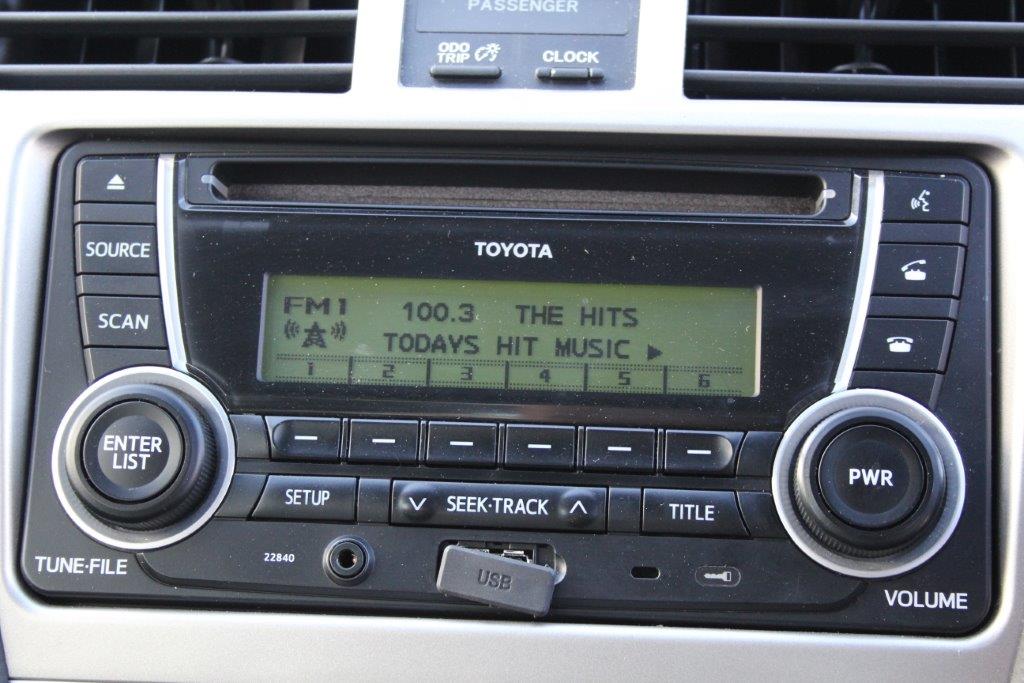 PASSENGER
ODO
TRIP
CLOCK
TOYOTA
SOURCE
SCAN
FM1 100.3 THE HITS
TODAYS HIT MUSIC
1 2 3 4 5 6
ENTER
LIST
PWR
SETUP
SEEK·TRACK
TITLE
TUNE·FILE
22840
USB
VOLUME